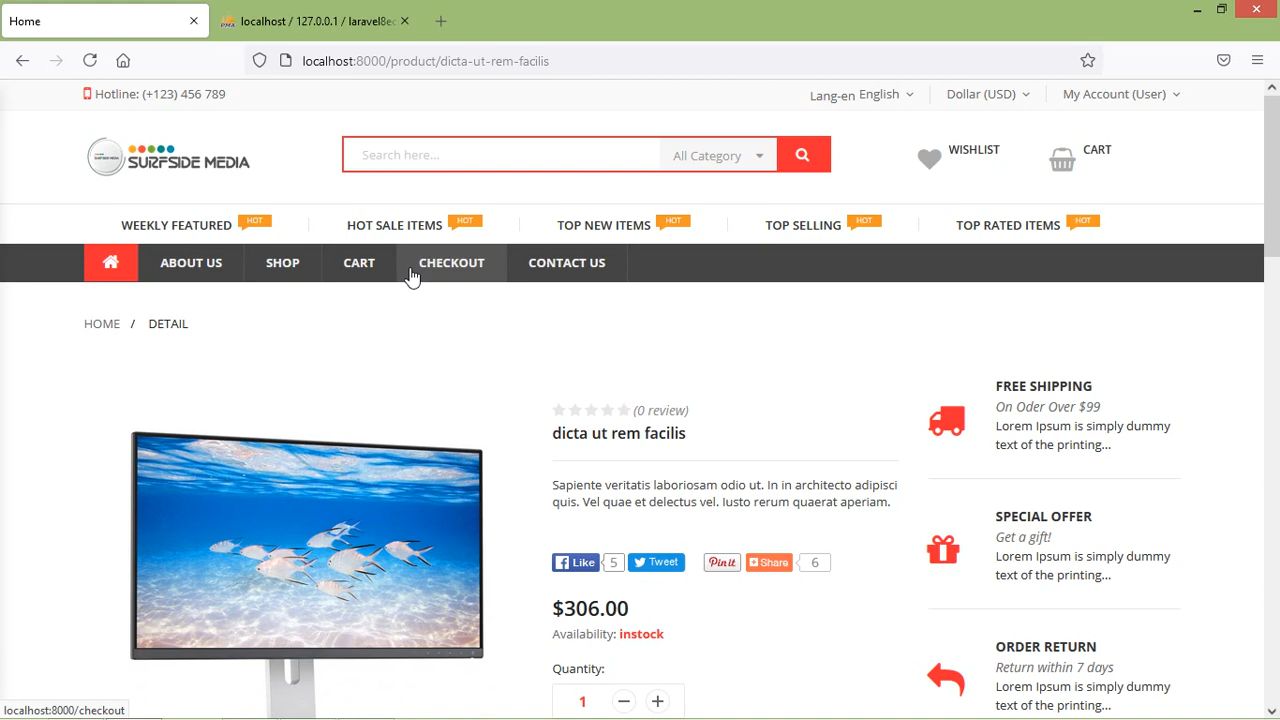 Home
localhost / 127.0.0.1 / laravel8ec
localhost:8000/product/dicta-ut-rem-facilis
Hotline: (+123) 456 789
Lang-en English
Dollar (USD)
My Account (User)
SURFSIDE MEDIA
Search here...
All Category
WISHLIST
CART
WEEKLY FEATURED HOT
HOT SALE ITEMS HOT
TOP NEW ITEMS HOT
TOP SELLING HOT
TOP RATED ITEMS HOT
ABOUT US
SHOP
CART
CHECKOUT
CONTACT US
HOME / DETAIL
(0 review)
dicta ut rem facilis
Sapiente veritatis laboriosam odio ut. In in architecto adipisci
quis. Vel quae et delectus vel. Iusto rerum quaerat aperiam.
Like 5
Tweet
Pin it
Share 6
$306.00
Availability: instock
Quantity:
1
FREE SHIPPING
On Oder Over $99
Lorem Ipsum is simply dummy
text of the printing...
SPECIAL OFFER
Get a gift!
Lorem Ipsum is simply dummy
text of the printing...
ORDER RETURN
Return within 7 days
Lorem Ipsum is simply dummy
text of the printing...
localhost:8000/checkout